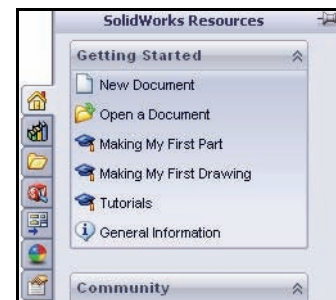 SolidWorks Resources
Getting Started
New Document
Open a Document
Making My First Part
Making My First Drawing
Tutorials
General Information
Community